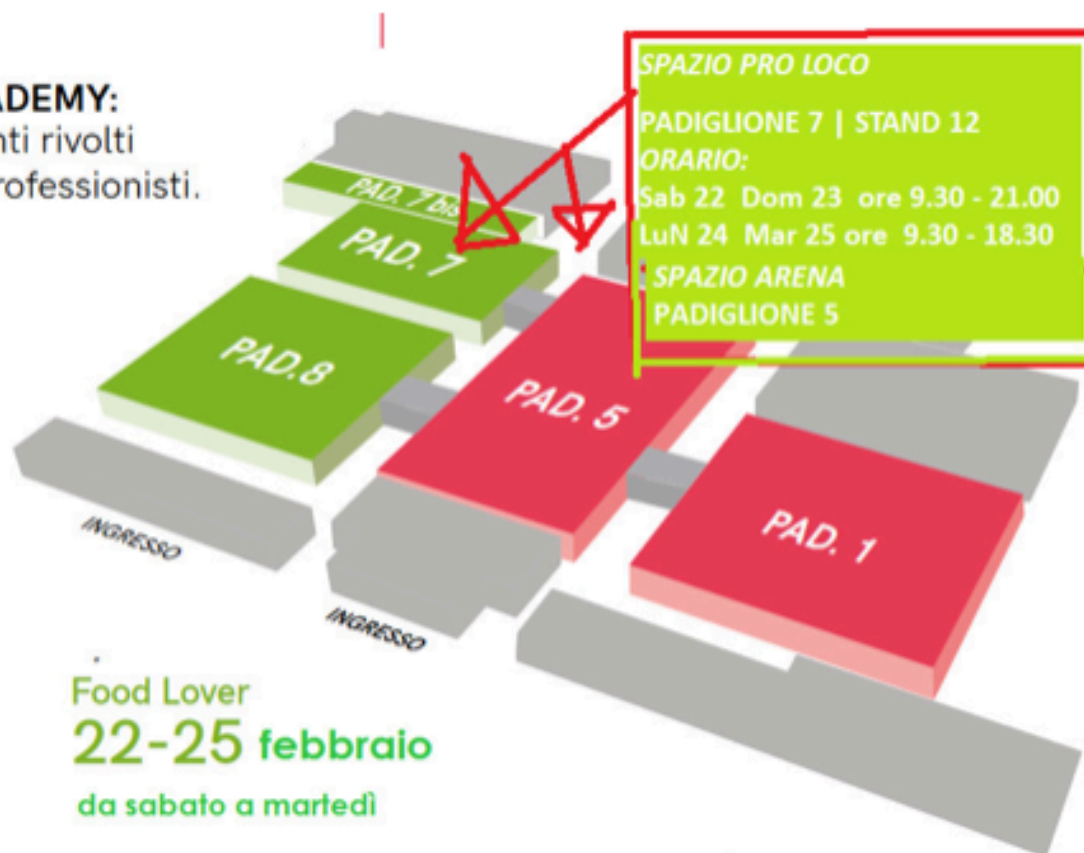 ADEMY:
nti rivolti
rofessionisti.
SPAZIO PRO LOCO
PADIGLIONE 7 | STAND 12
ORARIO:
Sab 22 Dom 23 ore 9.30 - 21.00
LuN 24 Mar 25 ore 9.30 - 18.30
SPAZIO ARENA
PADIGLIONE 5
PAD. 7 bis
PAD. 7
PAD.8
PAD. 5
PAD. 1
INGRESSO
INGRESSO
Food Lover
22-25 febbraio
da sabato a martedì